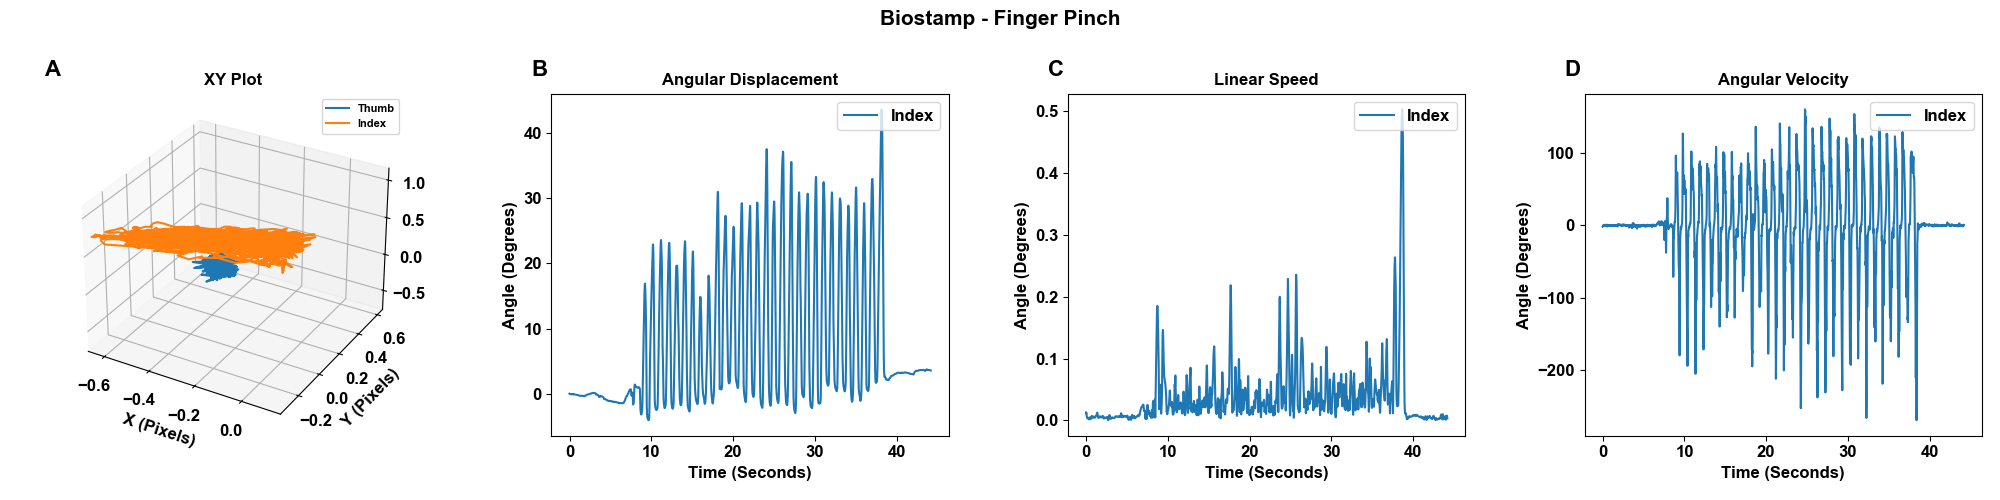 Biostamp - Finger Pinch
A
XY Plot
Thumb
Index
1.0
0.5
0.0
−0.5
0.6
0.4
0.2
0.0
−0.2
−0.6
−0.4
−0.2
0.0
X (Pixels)
Y (Pixels)
B
Angular Displacement
Index
40
30
20
10
0
Angle (Degrees)
0 10 20 30 40
Time (Seconds)
C
Linear Speed
Index
0.5
0.4
0.3
0.2
0.1
0.0
Angle (Degrees)
0 10 20 30 40
Time (Seconds)
D
Angular Velocity
Index
100
0
−100
−200
Angle (Degrees)
0 10 20 30 40
Time (Seconds)